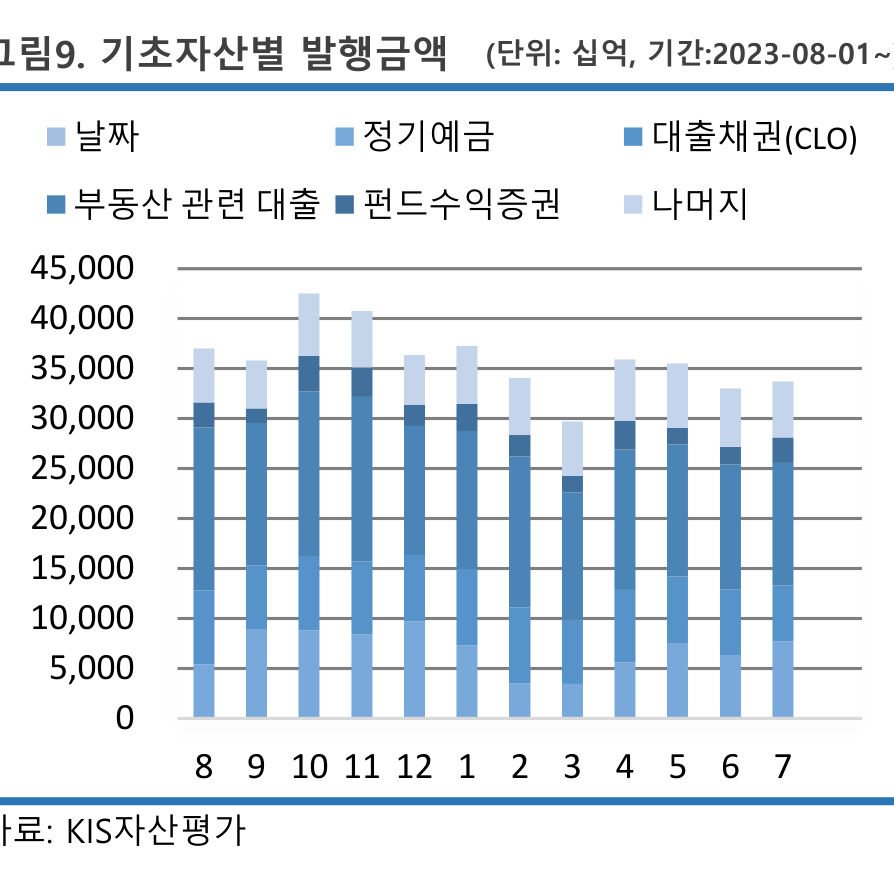 그림9. 기초자산별 발행금액 (단위: 십억, 기간:2023-08-01~)
날짜 정기예금 대출채권(CLO)
부동산 관련 대출 펀드수익증권 나머지
45,000
40,000
35,000
30,000
25,000
20,000
15,000
10,000
5,000
0
8 9 10 11 12 1 2 3 4 5 6 7
자료: KIS자산평가